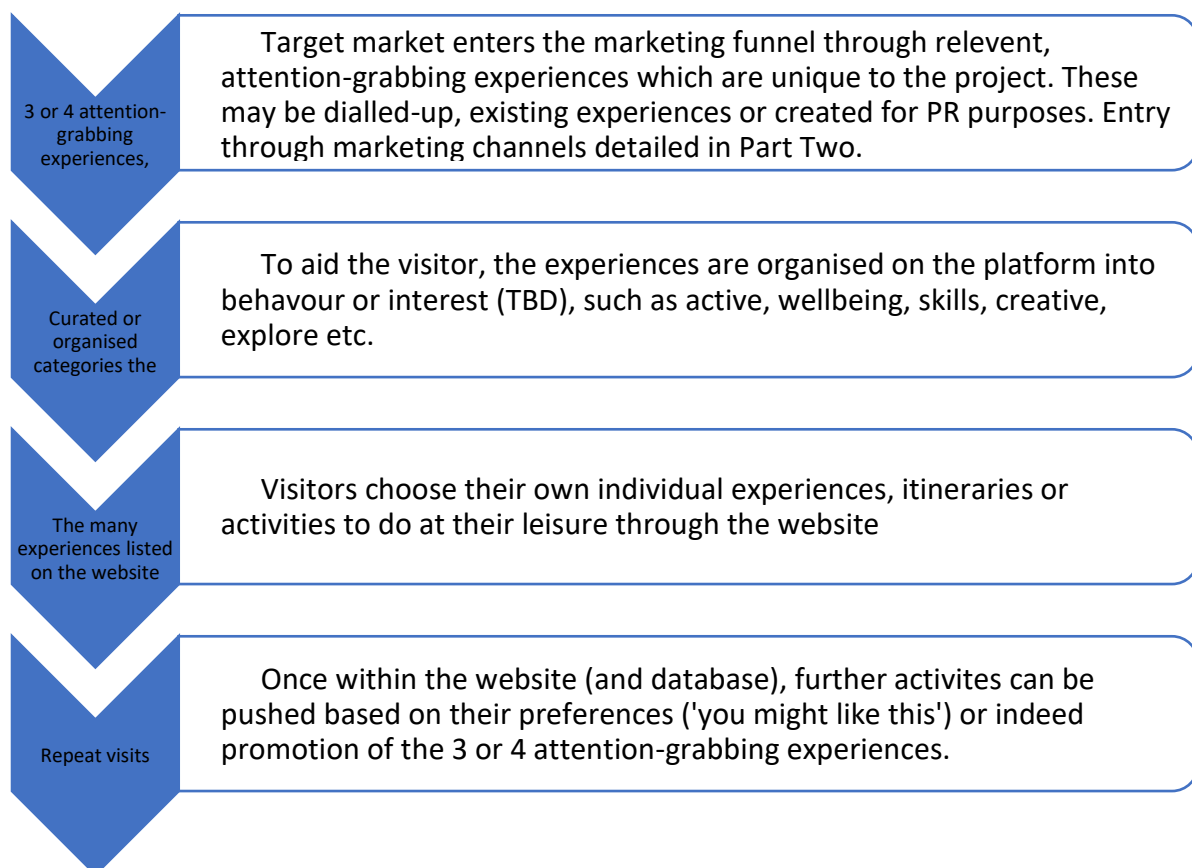 3 or 4 attention-
grabbing
experiences,
Target market enters the marketing funnel through relevent,
attention-grabbing experiences which are unique to the project. These
may be dialled-up, existing experiences or created for PR purposes. Entry
through marketing channels detailed in Part Two.
Curated or
organised
categories the
To aid the visitor, the experiences are organised on the platform into
behavour or interest (TBD), such as active, wellbeing, skills, creative,
explore etc.
The many
experiences listed
on the website
Visitors choose their own individual experiences, itineraries or
activities to do at their leisure through the website
Repeat visits
Once within the website (and database), further activites can be
pushed based on their preferences ('you might like this') or indeed
promotion of the 3 or 4 attention-grabbing experiences.